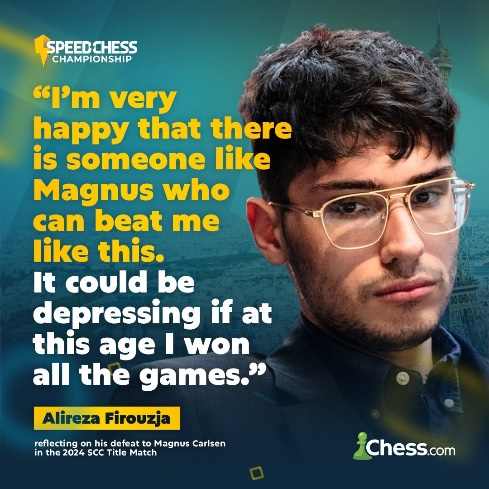 SPEEDCHESS
CHAMPIONSHIP
“I’m very
happy that there
is someone like
Magnus who
can beat me
like this.
It could be
depressing if at
this age I won
all the games.”
Alireza Firouzja
reflecting on his defeat to Magnus Carlsen
in the 2024 SCC Title Match
Chess.com